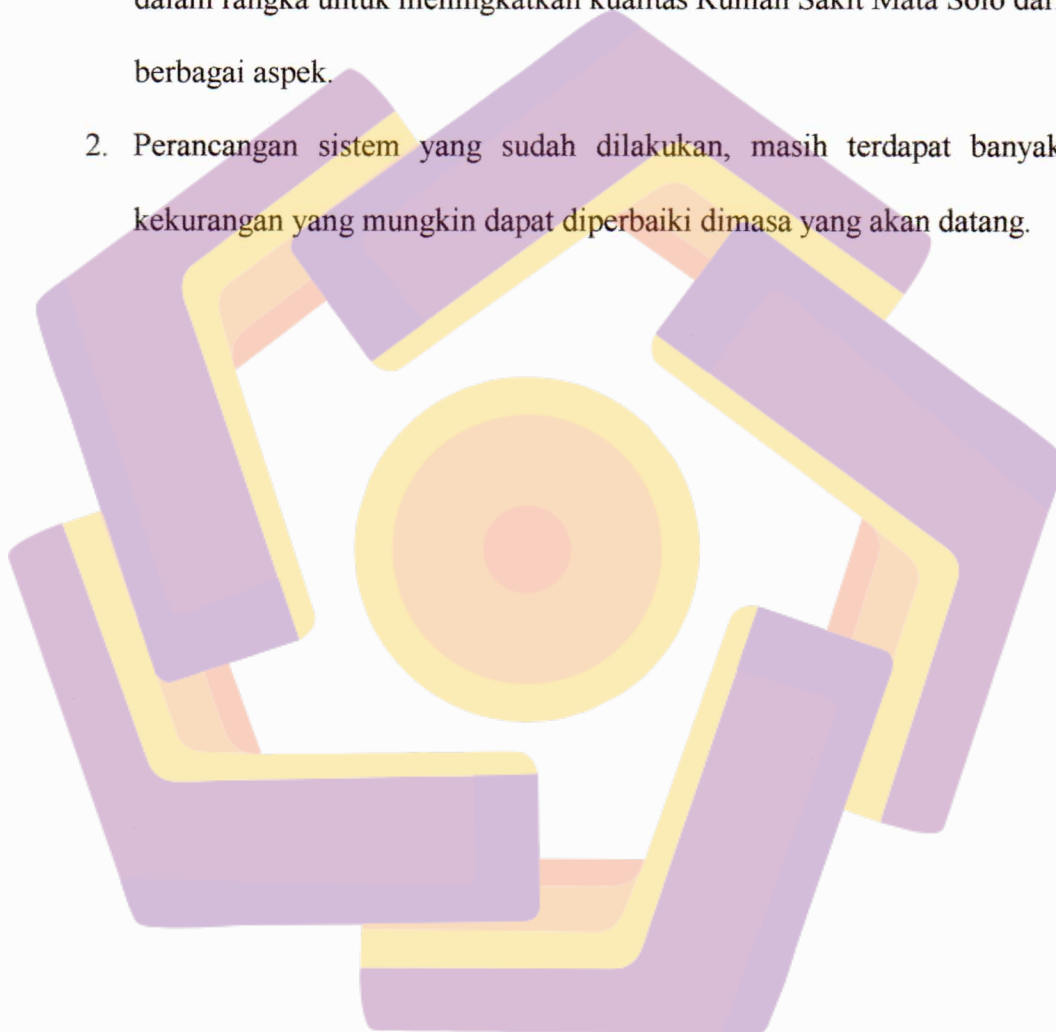 dalam rangka untuk meningkatkan kualitas Rumah Sakit Mata Solo dari
berbagai aspek.
2. Perancangan sistem yang sudah dilakukan, masih terdapat banyak
kekurangan yang mungkin dapat diperbaiki dimasa yang akan datang.